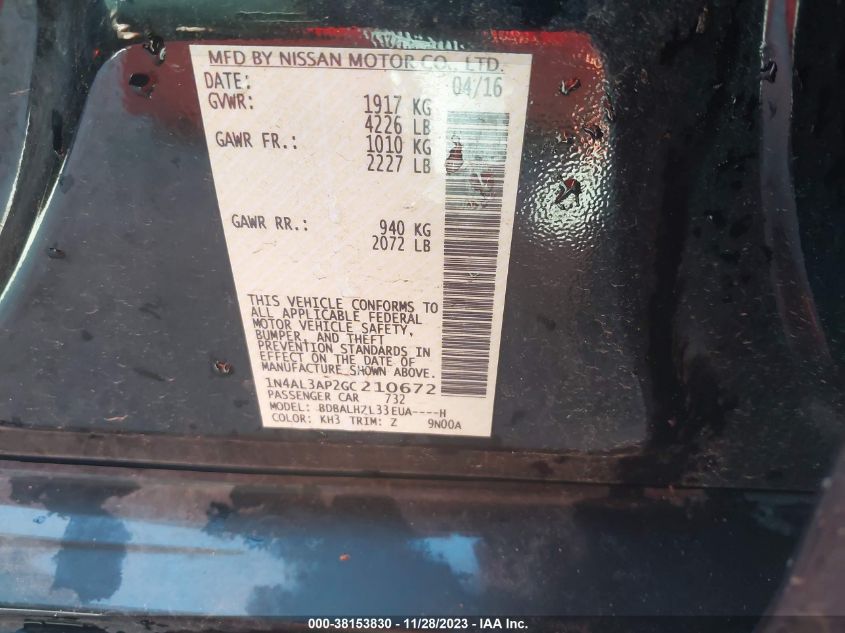 MFD BY NISSAN MOTOR CO., LTD.
DATE: 04/16
GVWR: 1917 KG
4226 LB
GAWR FR.: 1010 KG
2227 LB
GAWR RR.: 940 KG
2072 LB
THIS VEHICLE CONFORMS TO
ALL APPLICABLE FEDERAL
MOTOR VEHICLE SAFETY,
BUMPER, AND THEFT
PREVENTION STANDARDS IN
EFFECT ON THE DATE OF
MANUFACTURE SHOWN ABOVE.
1N4AL3AP2GC210672
PASSENGER CAR 732
MODEL: BDBALHZL33EUA----H
COLOR: KH3 TRIM: Z 9N00A
000-38153830 - 11/28/2023 - IAA Inc.